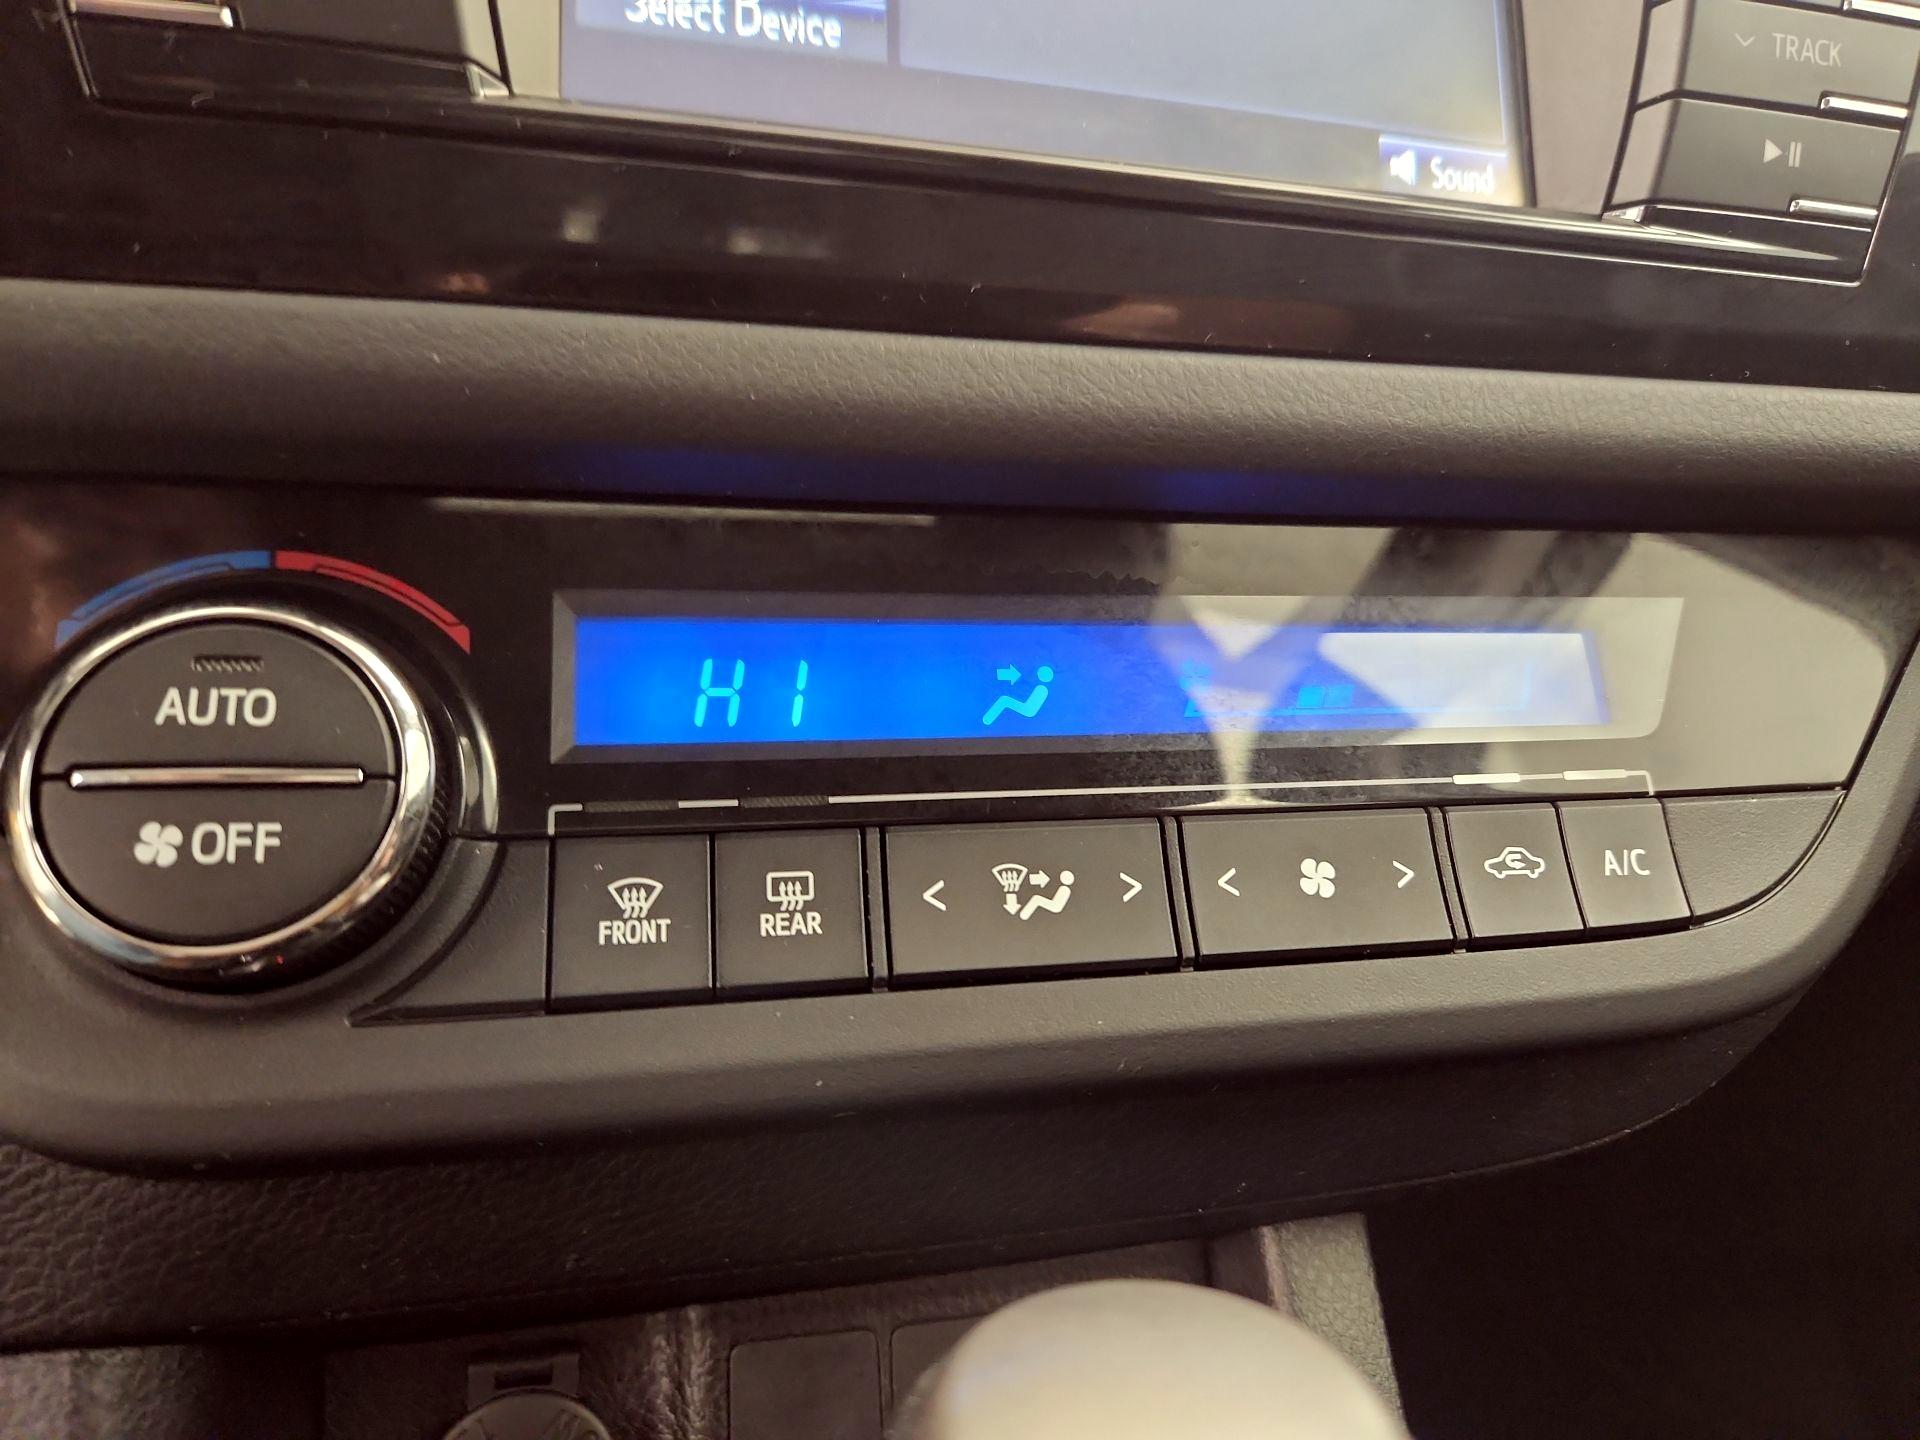 Select Device
TRACK
Sound
AUTO
OFF
HI
FRONT
REAR
A/C